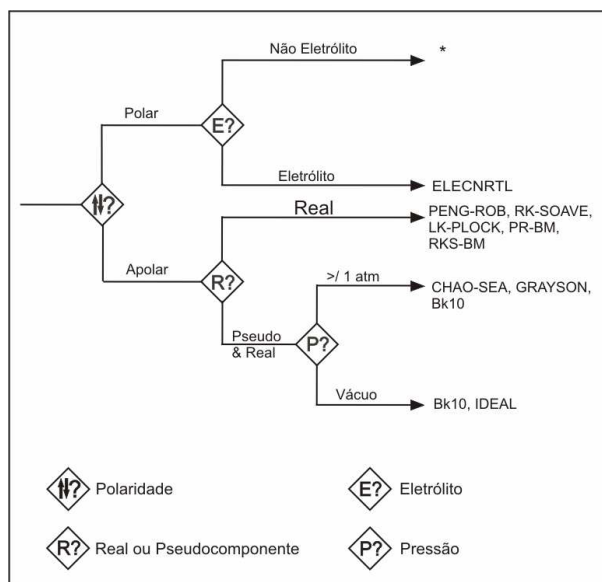 Não Eletrólito
*
Polar
E?
Eletrólito
ELECNRTL
?
Real
PENG-ROB, RK-SOAVE,
LK-PLOCK, PR-BM,
RKS-BM
Apolar
R?
>/ 1 atm
CHAO-SEA, GRAYSON,
Bk10
Pseudo
& Real
P?
Vácuo
Bk10, IDEAL
? Polaridade
E? Eletrólito
R? Real ou Pseudocomponente
P? Pressão